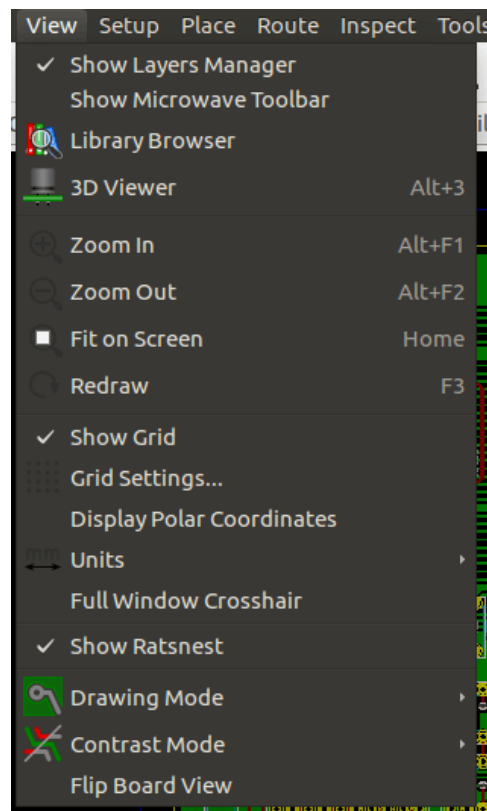 View Setup Place Route Inspect Tools
Show Layers Manager
Show Microwave Toolbar
Library Browser
3D Viewer Alt+3
Zoom In Alt+F1
Zoom Out Alt+F2
Fit on Screen Home
Redraw F3
Show Grid
Grid Settings...
Display Polar Coordinates
mm
Units
Full Window Crosshair
Show Ratsnest
Drawing Mode
Contrast Mode
Flip Board View